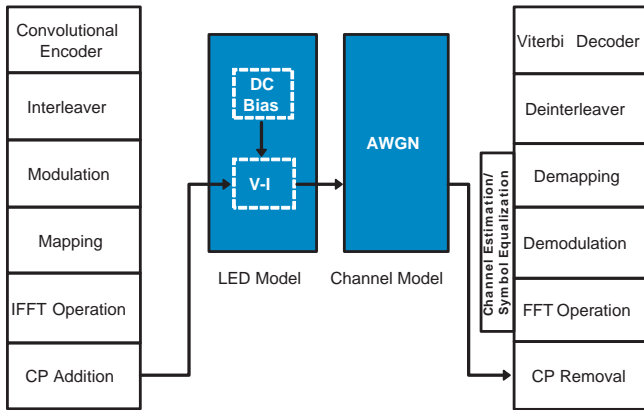 Convolutional
Encoder
Interleaver
Modulation
Mapping
IFFT Operation
CP Addition
DC
Bias
V-I
LED Model
AWGN
Channel Model
Channel Estimation/
Symbol Equalization
Viterbi Decoder
Deinterleaver
Demapping
Demodulation
FFT Operation
CP Removal